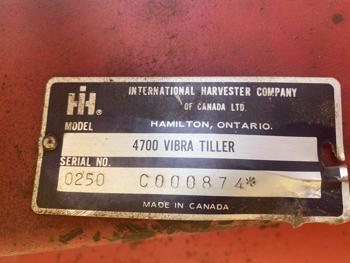 INTERNATIONAL HARVESTER COMPANY
OF CANADA LTD.
IH
HAMILTON, ONTARIO.
MODEL
4700 VIBRA TILLER
SERIAL NO.
0250 C000874*
MADE IN CANADA